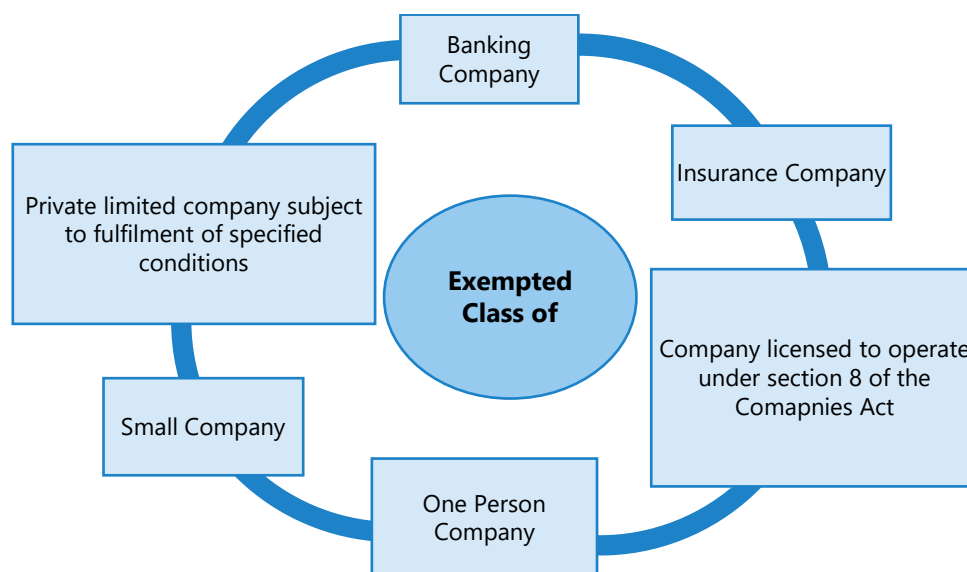 Banking
Company
Insurance Company
Company licensed to operate
under section 8 of the
Comapnies Act
One Person
Company
Small Company
Private limited company subject
to fulfilment of specified
conditions
Exempted
Class of